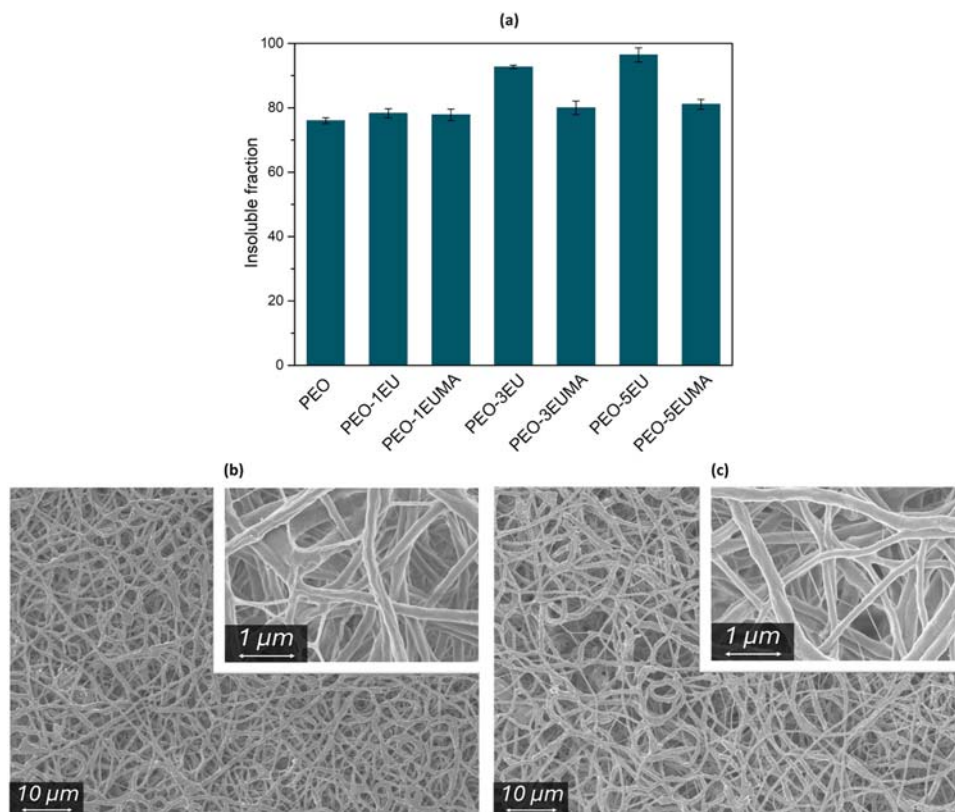 (a)
100
80
60
40
20
0
Insoluble fraction
PEO
PEO-1EU
PEO-1EUMA
PEO-3EU
PEO-3EUMA
PEO-5EU
PEO-5EUMA
(b)
(c)
1 µm
1 µm
10 µm
10 µm